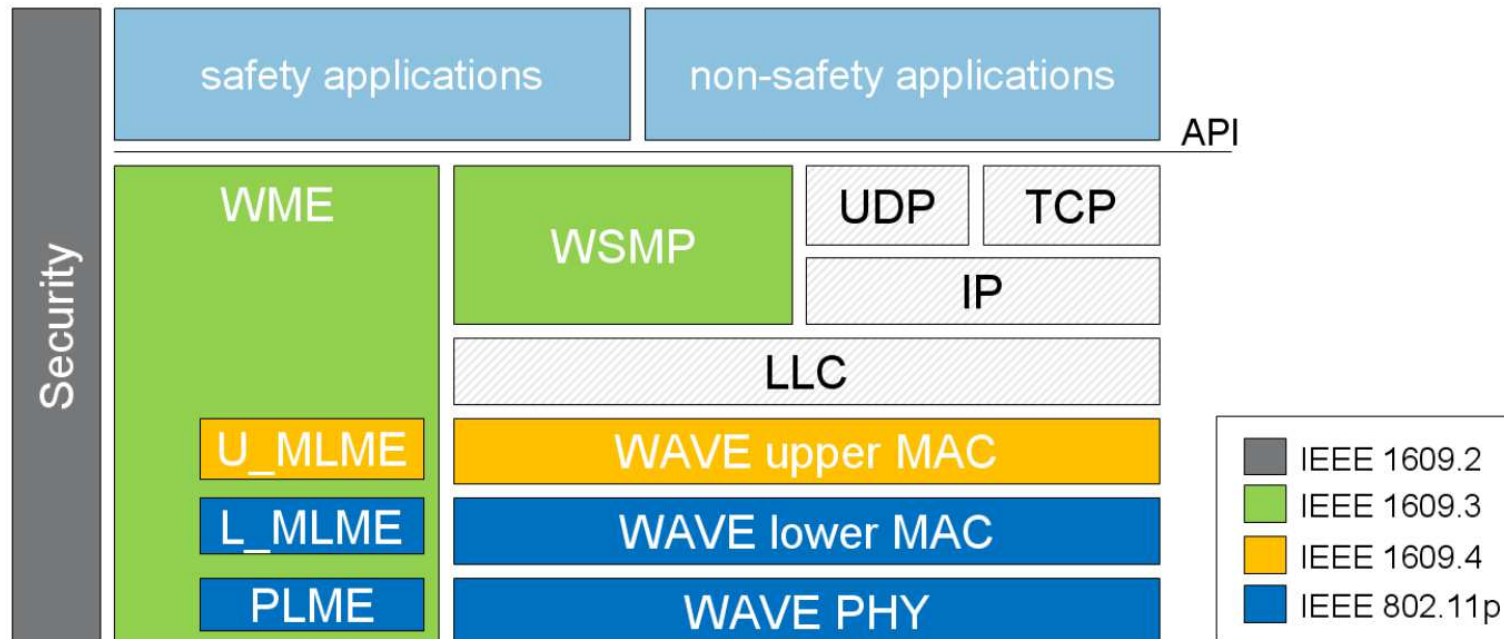 Security
safety applications
non-safety applications
API
WME
WSMP
UDP
TCP
IP
LLC
U_MLME
WAVE upper MAC
L_MLME
WAVE lower MAC
PLME
WAVE PHY
IEEE 1609.2
IEEE 1609.3
IEEE 1609.4
IEEE 802.11p